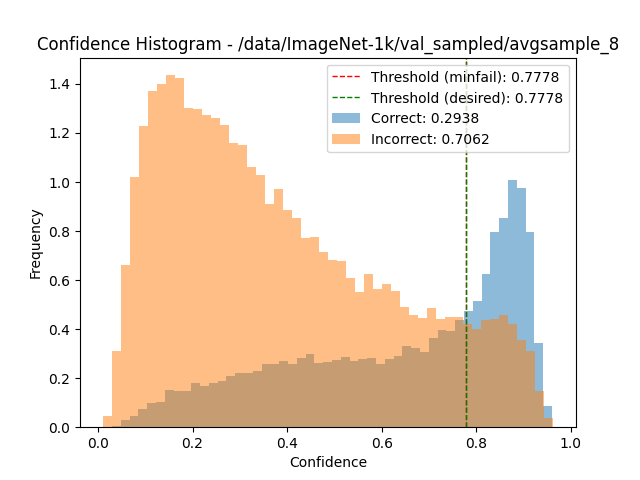 Confidence Histogram - /data/ImageNet-1k/val_sampled/avgsample_8
Threshold (minfail): 0.7778
Threshold (desired): 0.7778
Correct: 0.2938
Incorrect: 0.7062
Frequency
1.4
1.2
1.0
0.8
0.6
0.4
0.2
0.0
0.0 0.2 0.4 0.6 0.8 1.0
Confidence